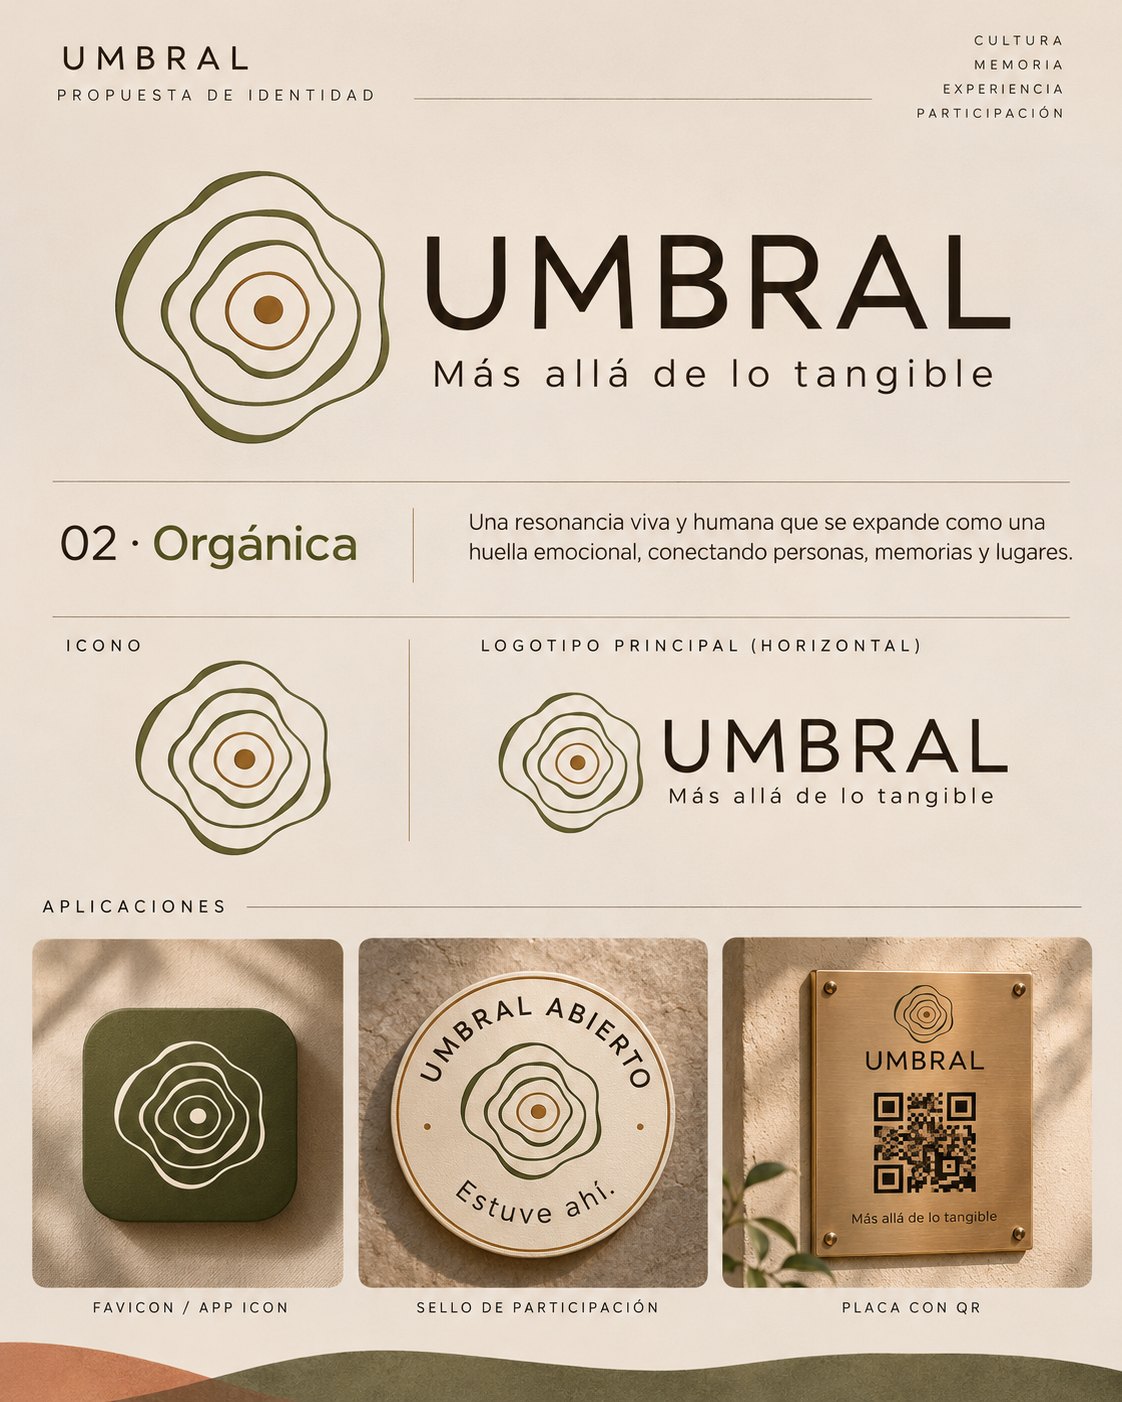 UMBRAL
PROPUESTA DE IDENTIDAD
CULTURA
MEMORIA
EXPERIENCIA
PARTICIPACIÓN
UMBRAL
Más allá de lo tangible
02 · Orgánica
Una resonancia viva y humana que se expande como una
huella emocional, conectando personas, memorias y lugares.
ICONO
LOGOTIPO PRINCIPAL (HORIZONTAL)
UMBRAL
Más allá de lo tangible
APLICACIONES
UMBRAL ABIERTO
Estuve ahí.
UMBRAL
Más allá de lo tangible
FAVICON / APP ICON
SELLO DE PARTICIPACIÓN
PLACA CON QR